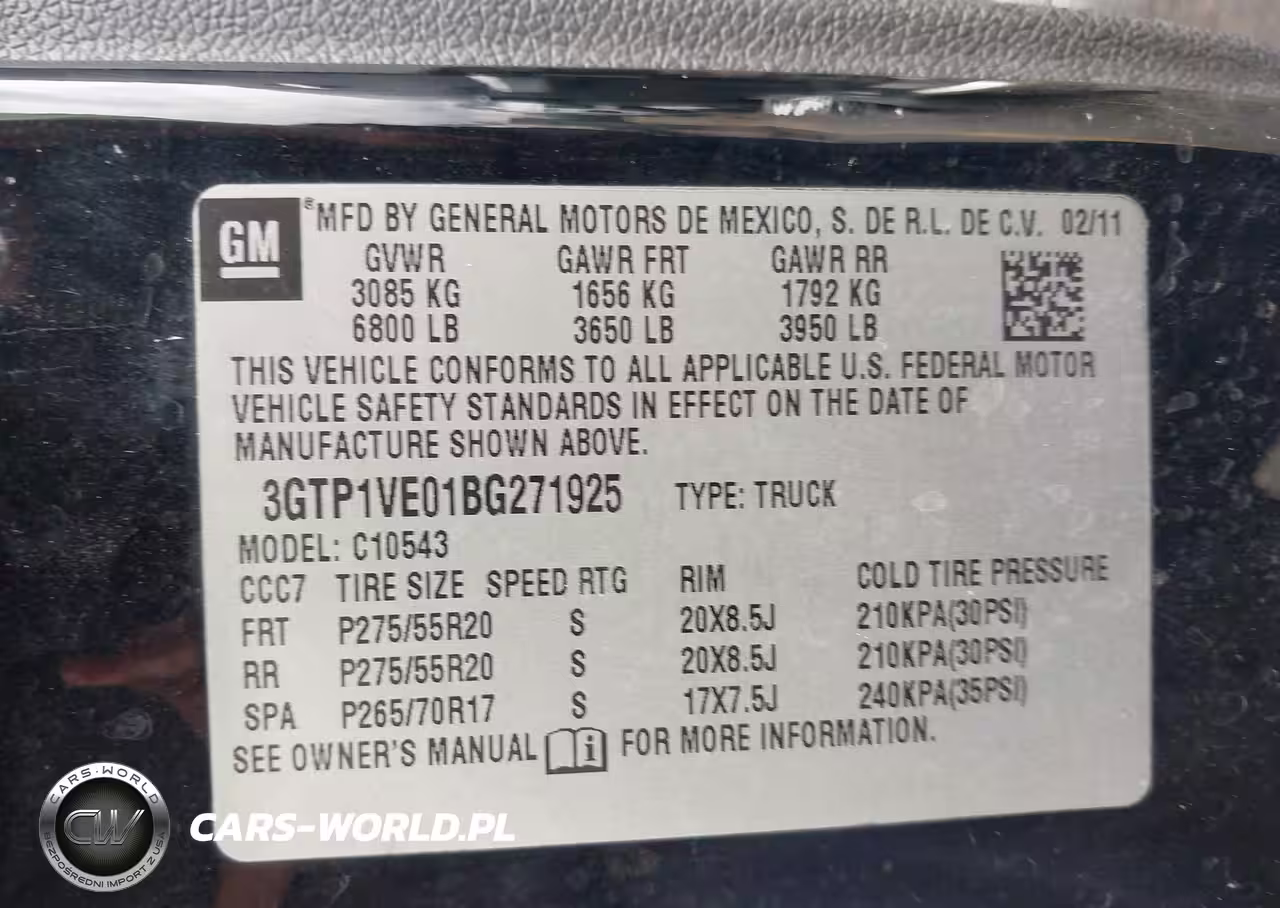 GM
®MFD BY GENERAL MOTORS DE MEXICO, S. DE R.L. DE C.V. 02/11
GVWR GAWR FRT GAWR RR
3085 KG 1656 KG 1792 KG
6800 LB 3650 LB 3950 LB
THIS VEHICLE CONFORMS TO ALL APPLICABLE U.S. FEDERAL MOTOR
VEHICLE SAFETY STANDARDS IN EFFECT ON THE DATE OF
MANUFACTURE SHOWN ABOVE.
3GTP1VE01BG271925 TYPE: TRUCK
MODEL: C10543
CCC7 TIRE SIZE SPEED RTG RIM COLD TIRE PRESSURE
FRT P275/55R20 S 20X8.5J 210KPA(30PSI)
RR P275/55R20 S 20X8.5J 210KPA(30PSI)
SPA P265/70R17 S 17X7.5J 240KPA(35PSI)
SEE OWNER'S MANUAL i FOR MORE INFORMATION.
CARS-WORLD
CW
BEZPOŚREDNI IMPORT Z USA
CARS-WORLD.PL